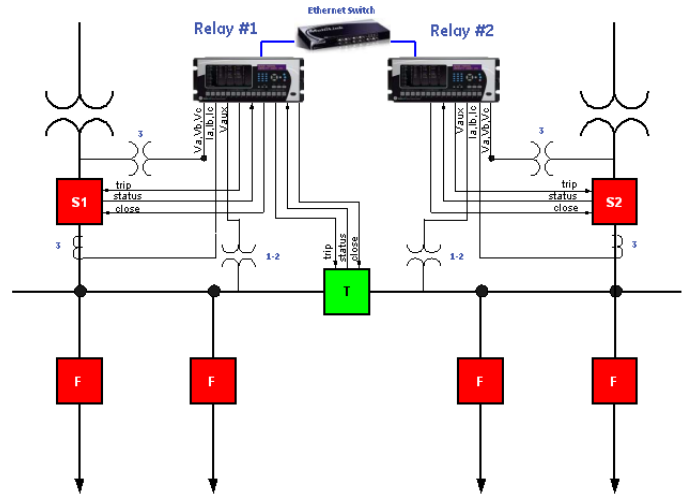 Ethernet Switch
Relay #1
Relay #2
Va,Vb,Vc
Ia,Ib,Ic
Vaux
Vaux
Ia,Ib,Ic
Va,Vb,Vc
3
3
S1
trip
status
close
trip
status
close
S2
3
3
1-2
1-2
trip
status
close
T
F
F
F
F